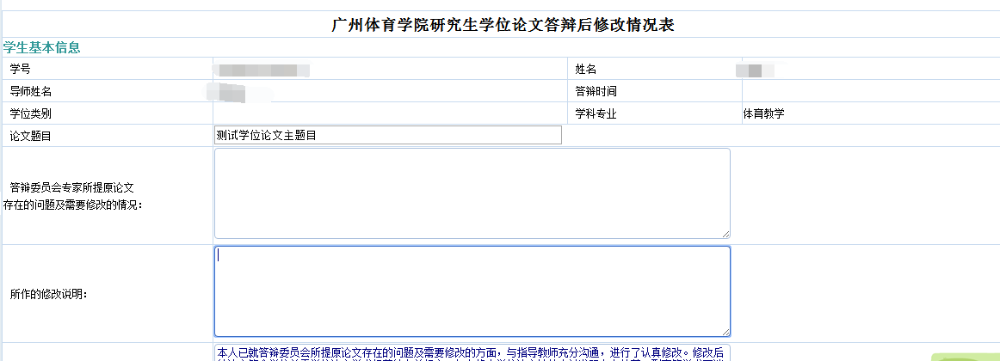 广州体育学院研究生学位论文答辩后修改情况表
学生基本信息
学号 姓名
导师姓名 答辩时间
学位类别 学科专业 体育教学
论文题目 测试学位论文主题目
答辩委员会专家所提原论文
存在的问题及需要修改的情况：
所作的修改说明：
本人已就答辩委员会所提原论文存在的问题及需要修改的方面，与指导教师充分沟通，进行了认真修改。修改后